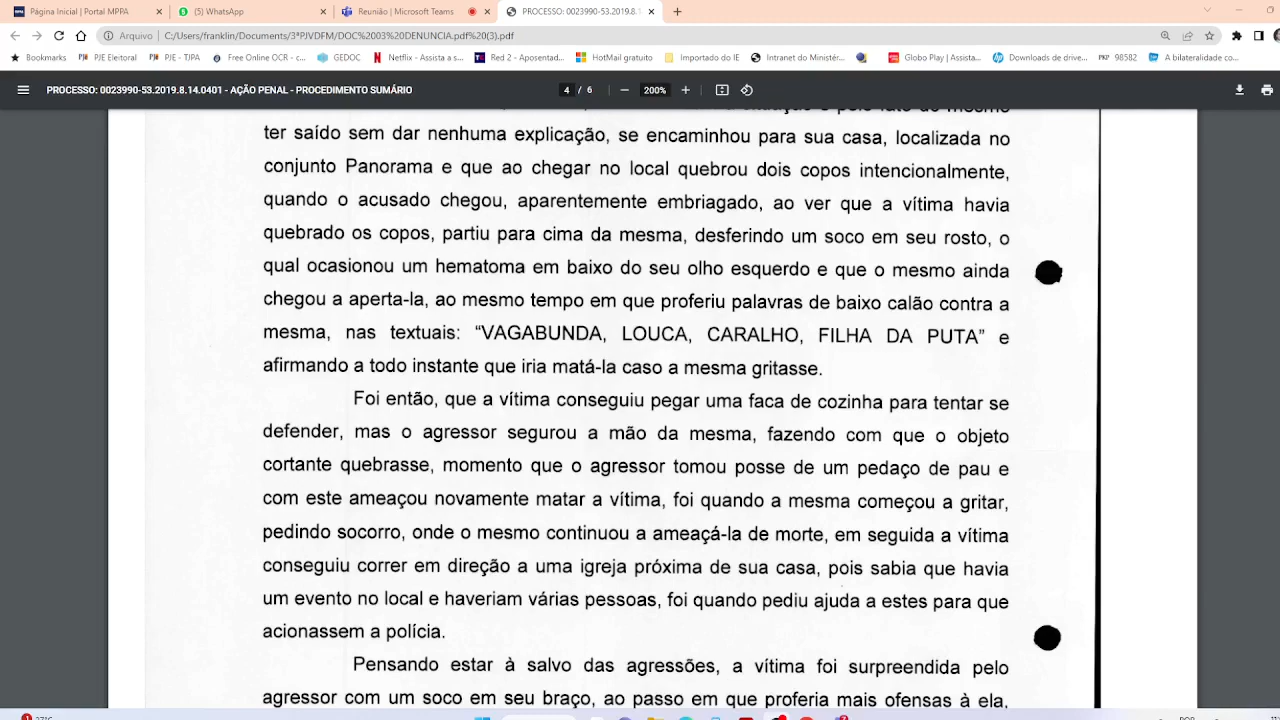 Página Inicial | Portal MPPA
(5) WhatsApp
Reunião | Microsoft Teams
PROCESSO: 0023990-53.2019.8.1
Arquivo | C:/Users/franklin/Documents/3ªPJVDFM/DOC%2003%20DENUNCIA.pdf%20(3).pdf
Bookmarks PJE Eleitoral PJE - TJPA Free Online OCR - c... GEDOC Netflix - Assista a s... Red 2 - Aposentad... HotMail gratuito Importado do IE Intranet do Ministér... Globo Play | Assista... Downloads de drive... 98582 A bilateralidade co...
PROCESSO: 0023990-53.2019.8.14.0401 - AÇÃO PENAL - PROCEDIMENTO SUMÁRIO 4 / 6 200%
ter saído sem dar nenhuma explicação, se encaminhou para sua casa, localizada no
conjunto Panorama e que ao chegar no local quebrou dois copos intencionalmente,
quando o acusado chegou, aparentemente embriagado, ao ver que a vítima havia
quebrado os copos, partiu para cima da mesma, desferindo um soco em seu rosto, o
qual ocasionou um hematoma em baixo do seu olho esquerdo e que o mesmo ainda
chegou a aperta-la, ao mesmo tempo em que proferiu palavras de baixo calão contra a
mesma, nas textuais: “VAGABUNDA, LOUCA, CARALHO, FILHA DA PUTA” e
afirmando a todo instante que iria matá-la caso a mesma gritasse.
Foi então, que a vítima conseguiu pegar uma faca de cozinha para tentar se
defender, mas o agressor segurou a mão da mesma, fazendo com que o objeto
cortante quebrasse, momento que o agressor tomou posse de um pedaço de pau e
com este ameaçou novamente matar a vítima, foi quando a mesma começou a gritar,
pedindo socorro, onde o mesmo continuou a ameaçá-la de morte, em seguida a vítima
conseguiu correr em direção a uma igreja próxima de sua casa, pois sabia que havia
um evento no local e haveriam várias pessoas, foi quando pediu ajuda a estes para que
acionassem a polícia.
Pensando estar à salvo das agressões, a vítima foi surpreendida pelo
agressor com um soco em seu braço, ao passo em que proferia mais ofensas à ela,